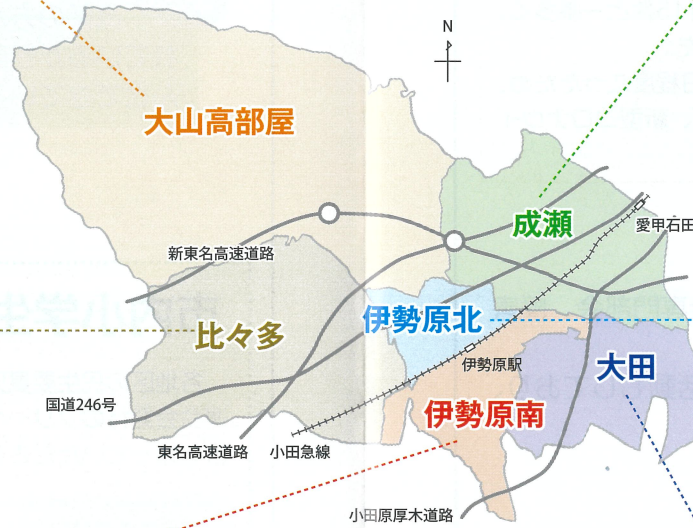 N
大山高部屋
成瀬
愛甲石田
新東名高速道路
伊勢原北
比々多
伊勢原駅
大田
国道246号
伊勢原南
東名高速道路
小田急線
小田原厚木道路